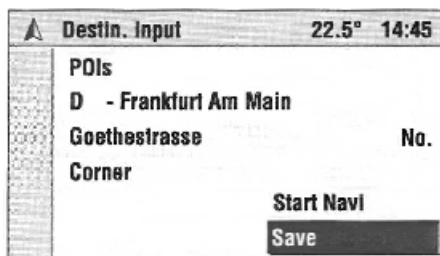 Destin. Input 22.5° 14:45
POIs
D - Frankfurt Am Main
Goethestrasse No.
Corner
Start Navi
Save